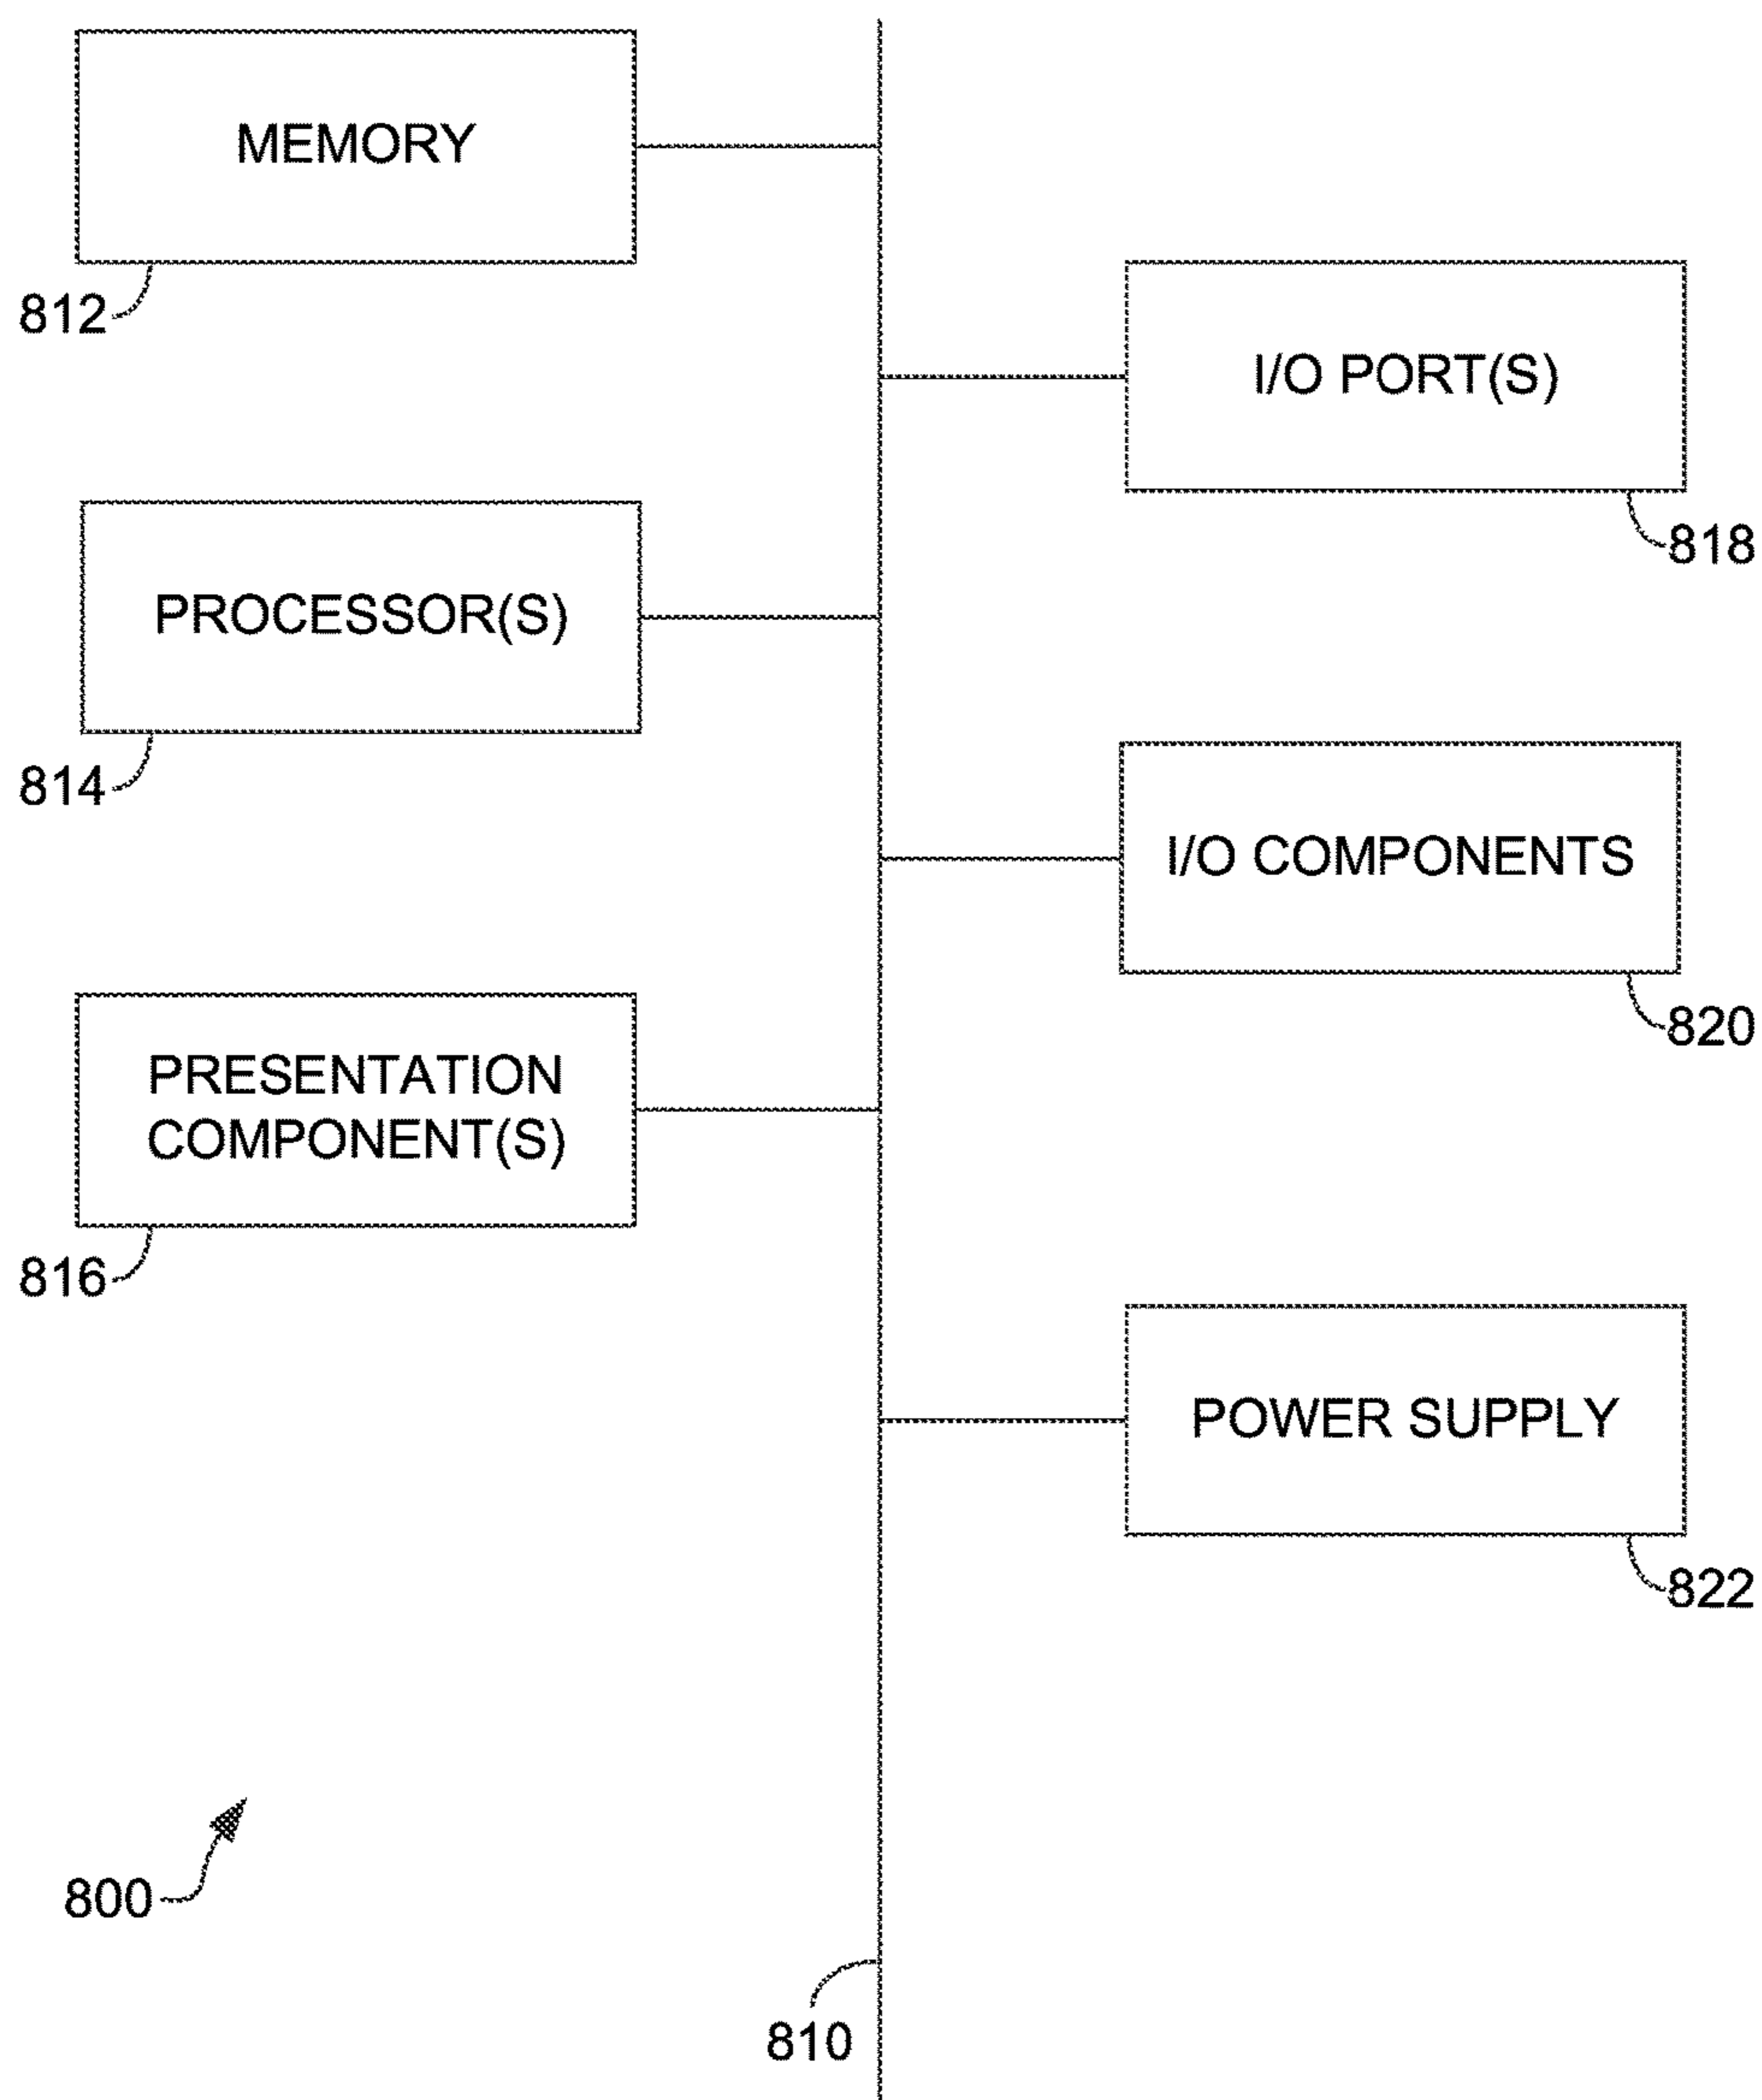 MEMORY
812
I/O PORT(S)
818
PROCESSOR(S)
814
I/O COMPONENTS
820
PRESENTATION
COMPONENT(S)
816
POWER SUPPLY
822
800
810